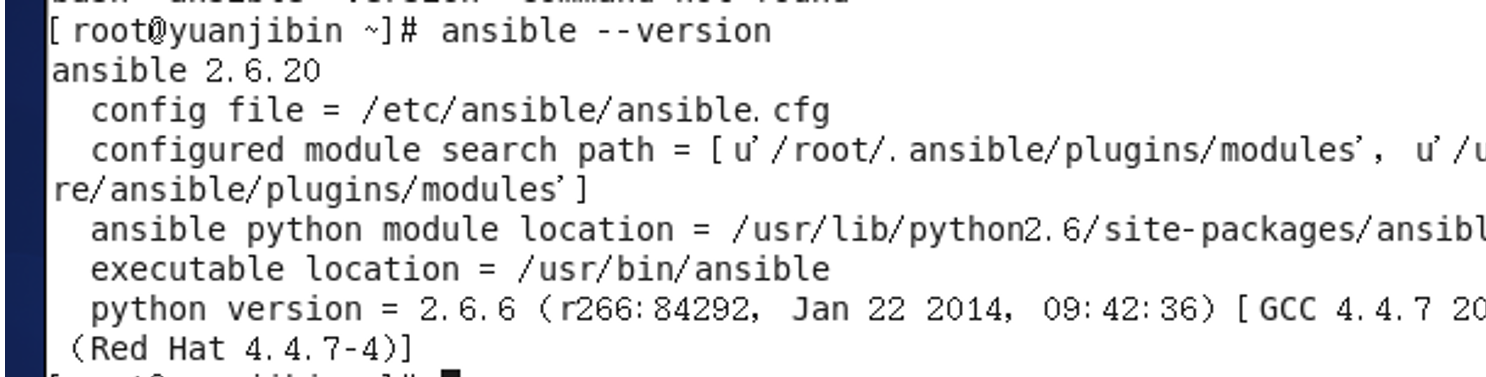 [root@yuanjibin ~]# ansible --version
ansible 2.6.20
  config file = /etc/ansible/ansible.cfg
  configured module search path = [u'/root/.ansible/plugins/modules', u'/u
re/ansible/plugins/modules']
  ansible python module location = /usr/lib/python2.6/site-packages/ansibl
  executable location = /usr/bin/ansible
  python version = 2.6.6 (r266:84292, Jan 22 2014, 09:42:36) [GCC 4.4.7 20
 (Red Hat 4.4.7-4)]